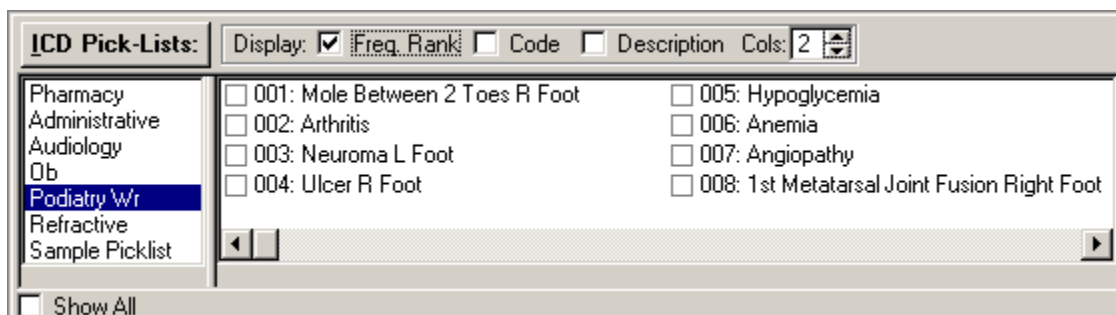 ICD Pick-Lists: Display: Freq. Rank Code Description Cols: 2
Pharmacy
Administrative
Audiology
Ob
Podiatry Wr
Refractive
Sample Picklist
001: Mole Between 2 Toes R Foot
002: Arthritis
003: Neuroma L Foot
004: Ulcer R Foot
005: Hypoglycemia
006: Anemia
007: Angiopathy
008: 1st Metatarsal Joint Fusion Right Foot
Show All